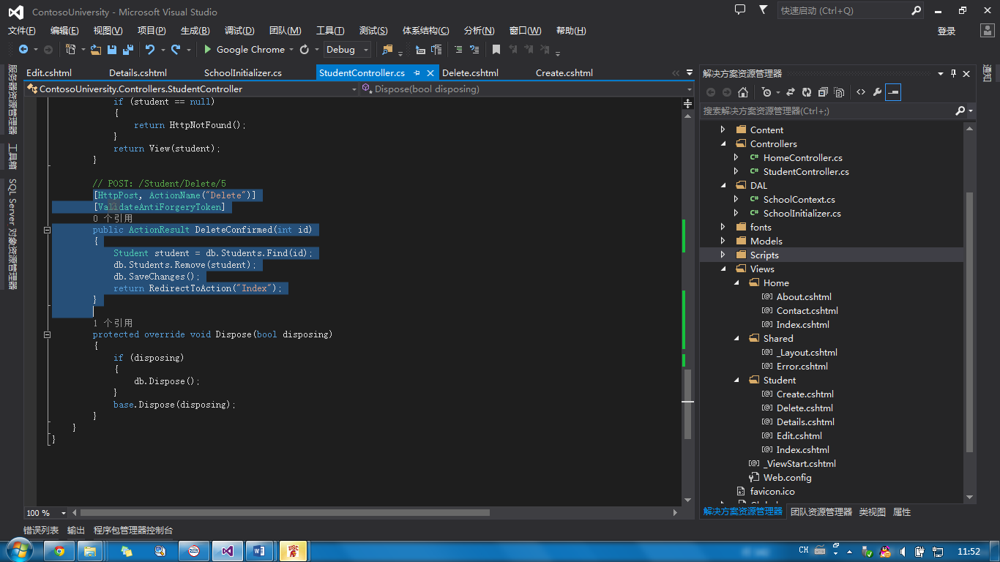 ContosoUniversity - Microsoft Visual Studio
快速启动 (Ctrl+Q)
文件(F) 编辑(E) 视图(V) 项目(P) 生成(B) 调试(D) 团队(M) 工具(T) 测试(S) 体系结构(C) 分析(N) 窗口(W) 帮助(H)
登录
Google Chrome
Debug
服务器资源管理器
工具箱
SQL Server 对象资源管理器
Edit.cshtml Details.cshtml SchoolInitializer.cs StudentController.cs Delete.cshtml Create.cshtml
ContosoUniversity.Controllers.StudentController
Dispose(bool disposing)
if (student == null)
{
return HttpNotFound();
}
return View(student);
}
// POST: /Student/Delete/5
[HttpPost, ActionName("Delete")]
[ValidateAntiForgeryToken]
0 个引用
public ActionResult DeleteConfirmed(int id)
{
Student student = db.Students.Find(id);
db.Students.Remove(student);
db.SaveChanges();
return RedirectToAction("Index");
}
1 个引用
protected override void Dispose(bool disposing)
{
if (disposing)
{
db.Dispose();
}
base.Dispose(disposing);
}
}
}
100 %
解决方案资源管理器
搜索解决方案资源管理器(Ctrl+;)
Content
Controllers
C# HomeController.cs
C# StudentController.cs
DAL
C# SchoolContext.cs
C# SchoolInitializer.cs
fonts
Models
Scripts
Views
Home
About.cshtml
Contact.cshtml
Index.cshtml
Shared
_Layout.cshtml
Error.cshtml
Student
Create.cshtml
Delete.cshtml
Details.cshtml
Edit.cshtml
Index.cshtml
_ViewStart.cshtml
Web.config
favicon.ico
解决方案资源管理器 团队资源管理器 类视图 属性
通知
错误列表 输出 程序包管理器控制台
CH
11:52